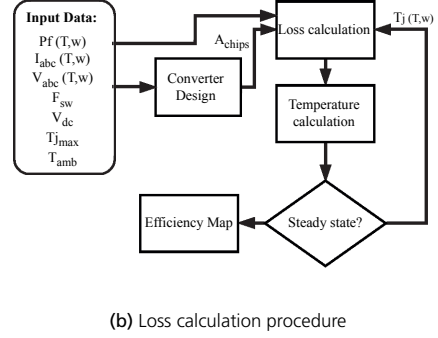 Input Data:
Pf (T,w)
I_abc (T,w)
V_abc (T,w)
F_sw
V_dc
Tj_max
T_amb
Converter
Design
A_chips
Loss calculation
Tj (T,w)
Temperature
calculation
Steady state?
Efficiency Map
(b) Loss calculation procedure